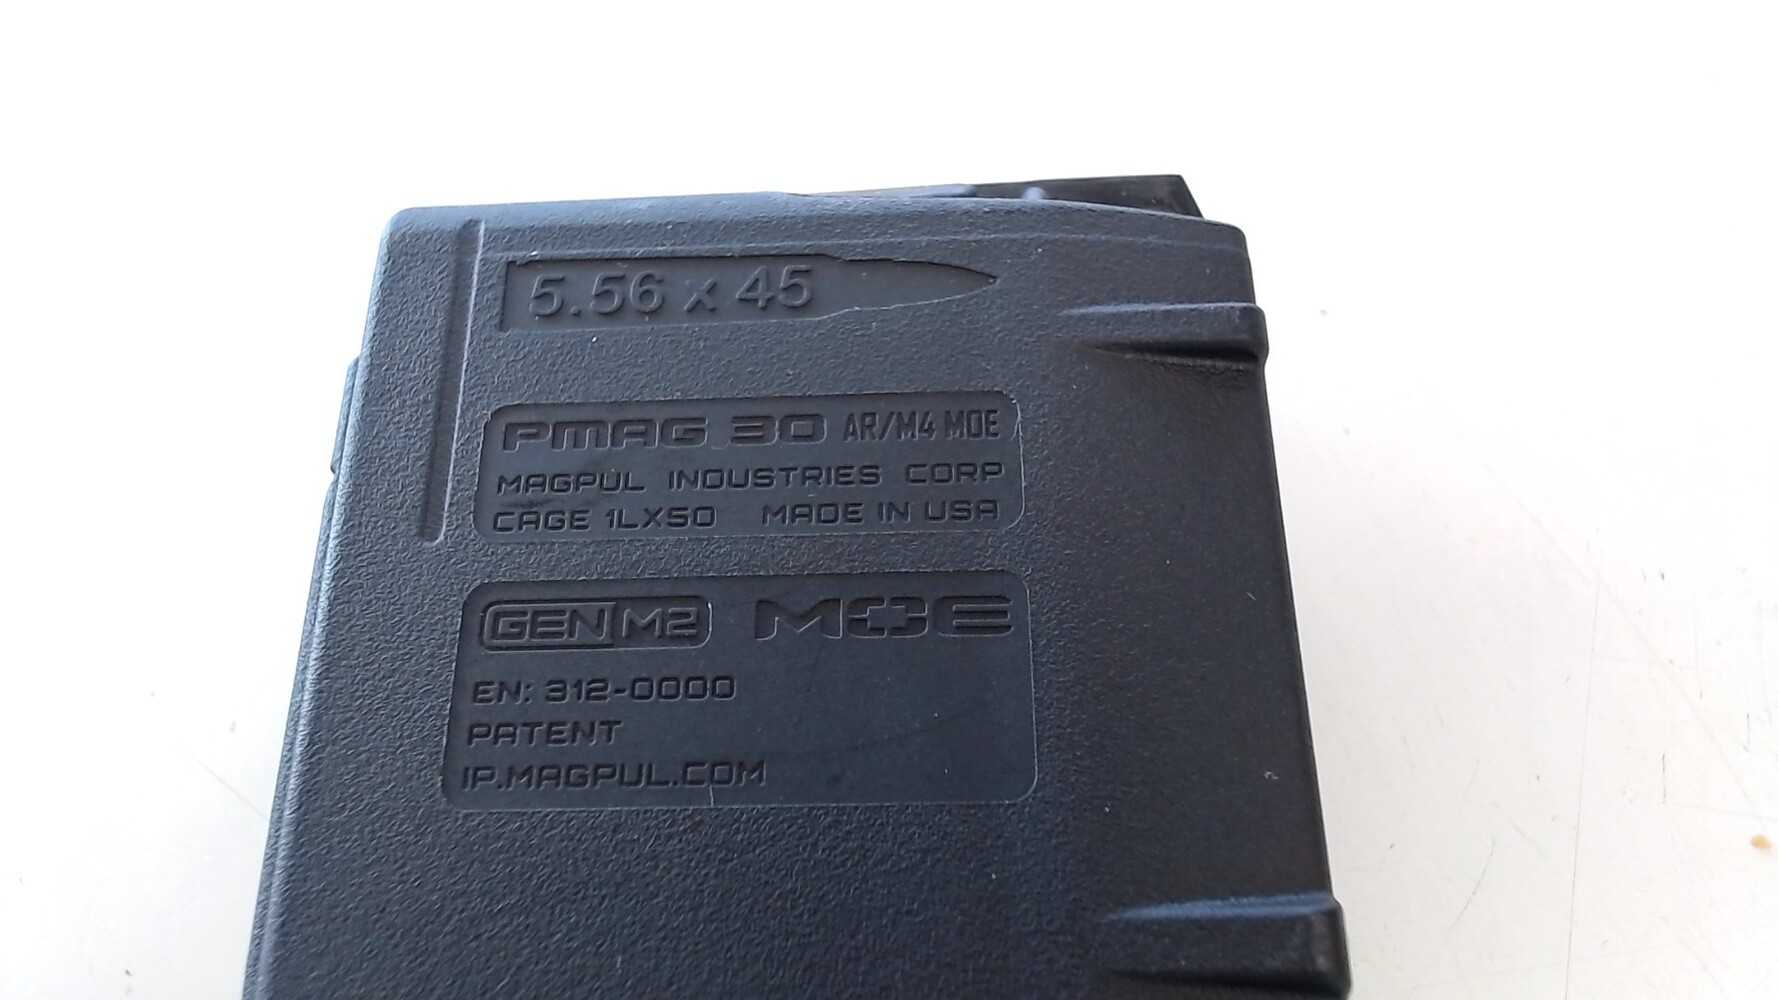 5.56 x 45
PMAG 30 AR/M4 MOE
MAGPUL INDUSTRIES CORP
CAGE 1LX50 MADE IN USA
GEN M2 MOE
EN: 312-0000
PATENT
IP.MAGPUL.COM